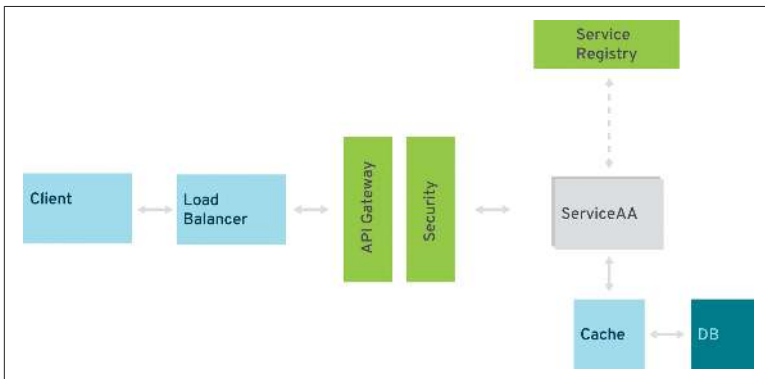 Service
Registry
Client
Load
Balancer
API Gateway
Security
ServiceAA
Cache
DB